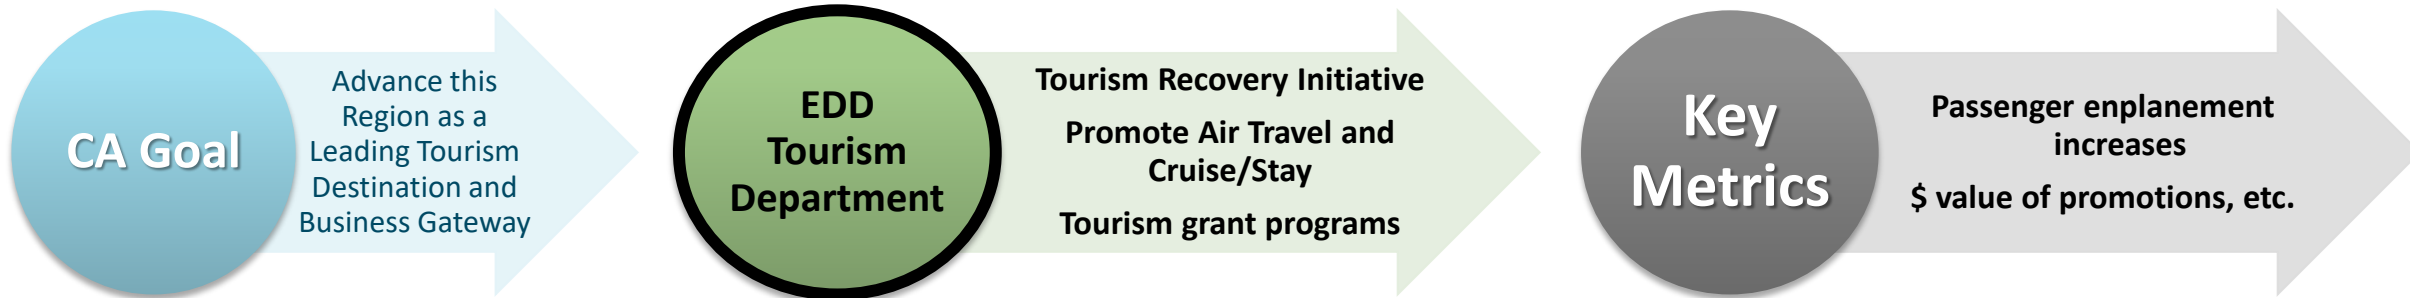 CA Goal
Advance this
Region as a
Leading Tourism
Destination and
Business Gateway
EDD
Tourism
Department
Tourism Recovery Initiative
Promote Air Travel and
Cruise/Stay
Tourism grant programs
Key
Metrics
Passenger enplanement
increases
$ value of promotions, etc.